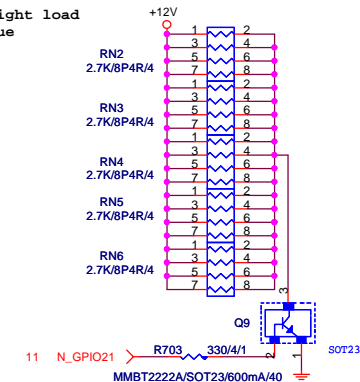 ight load
ue
+12V
1 2
3 4
5 6
7 8
RN2
2.7K/8P4R/4
1 2
3 4
5 6
7 8
RN3
2.7K/8P4R/4
1 2
3 4
5 6
7 8
RN4
2.7K/8P4R/4
1 2
3 4
5 6
7 8
RN5
2.7K/8P4R/4
1 2
3 4
5 6
7 8
RN6
2.7K/8P4R/4
3
Q9
SOT23
2 1
11 N_GPIO21
R703 330/4/1
MMBT2222A/SOT23/600mA/40